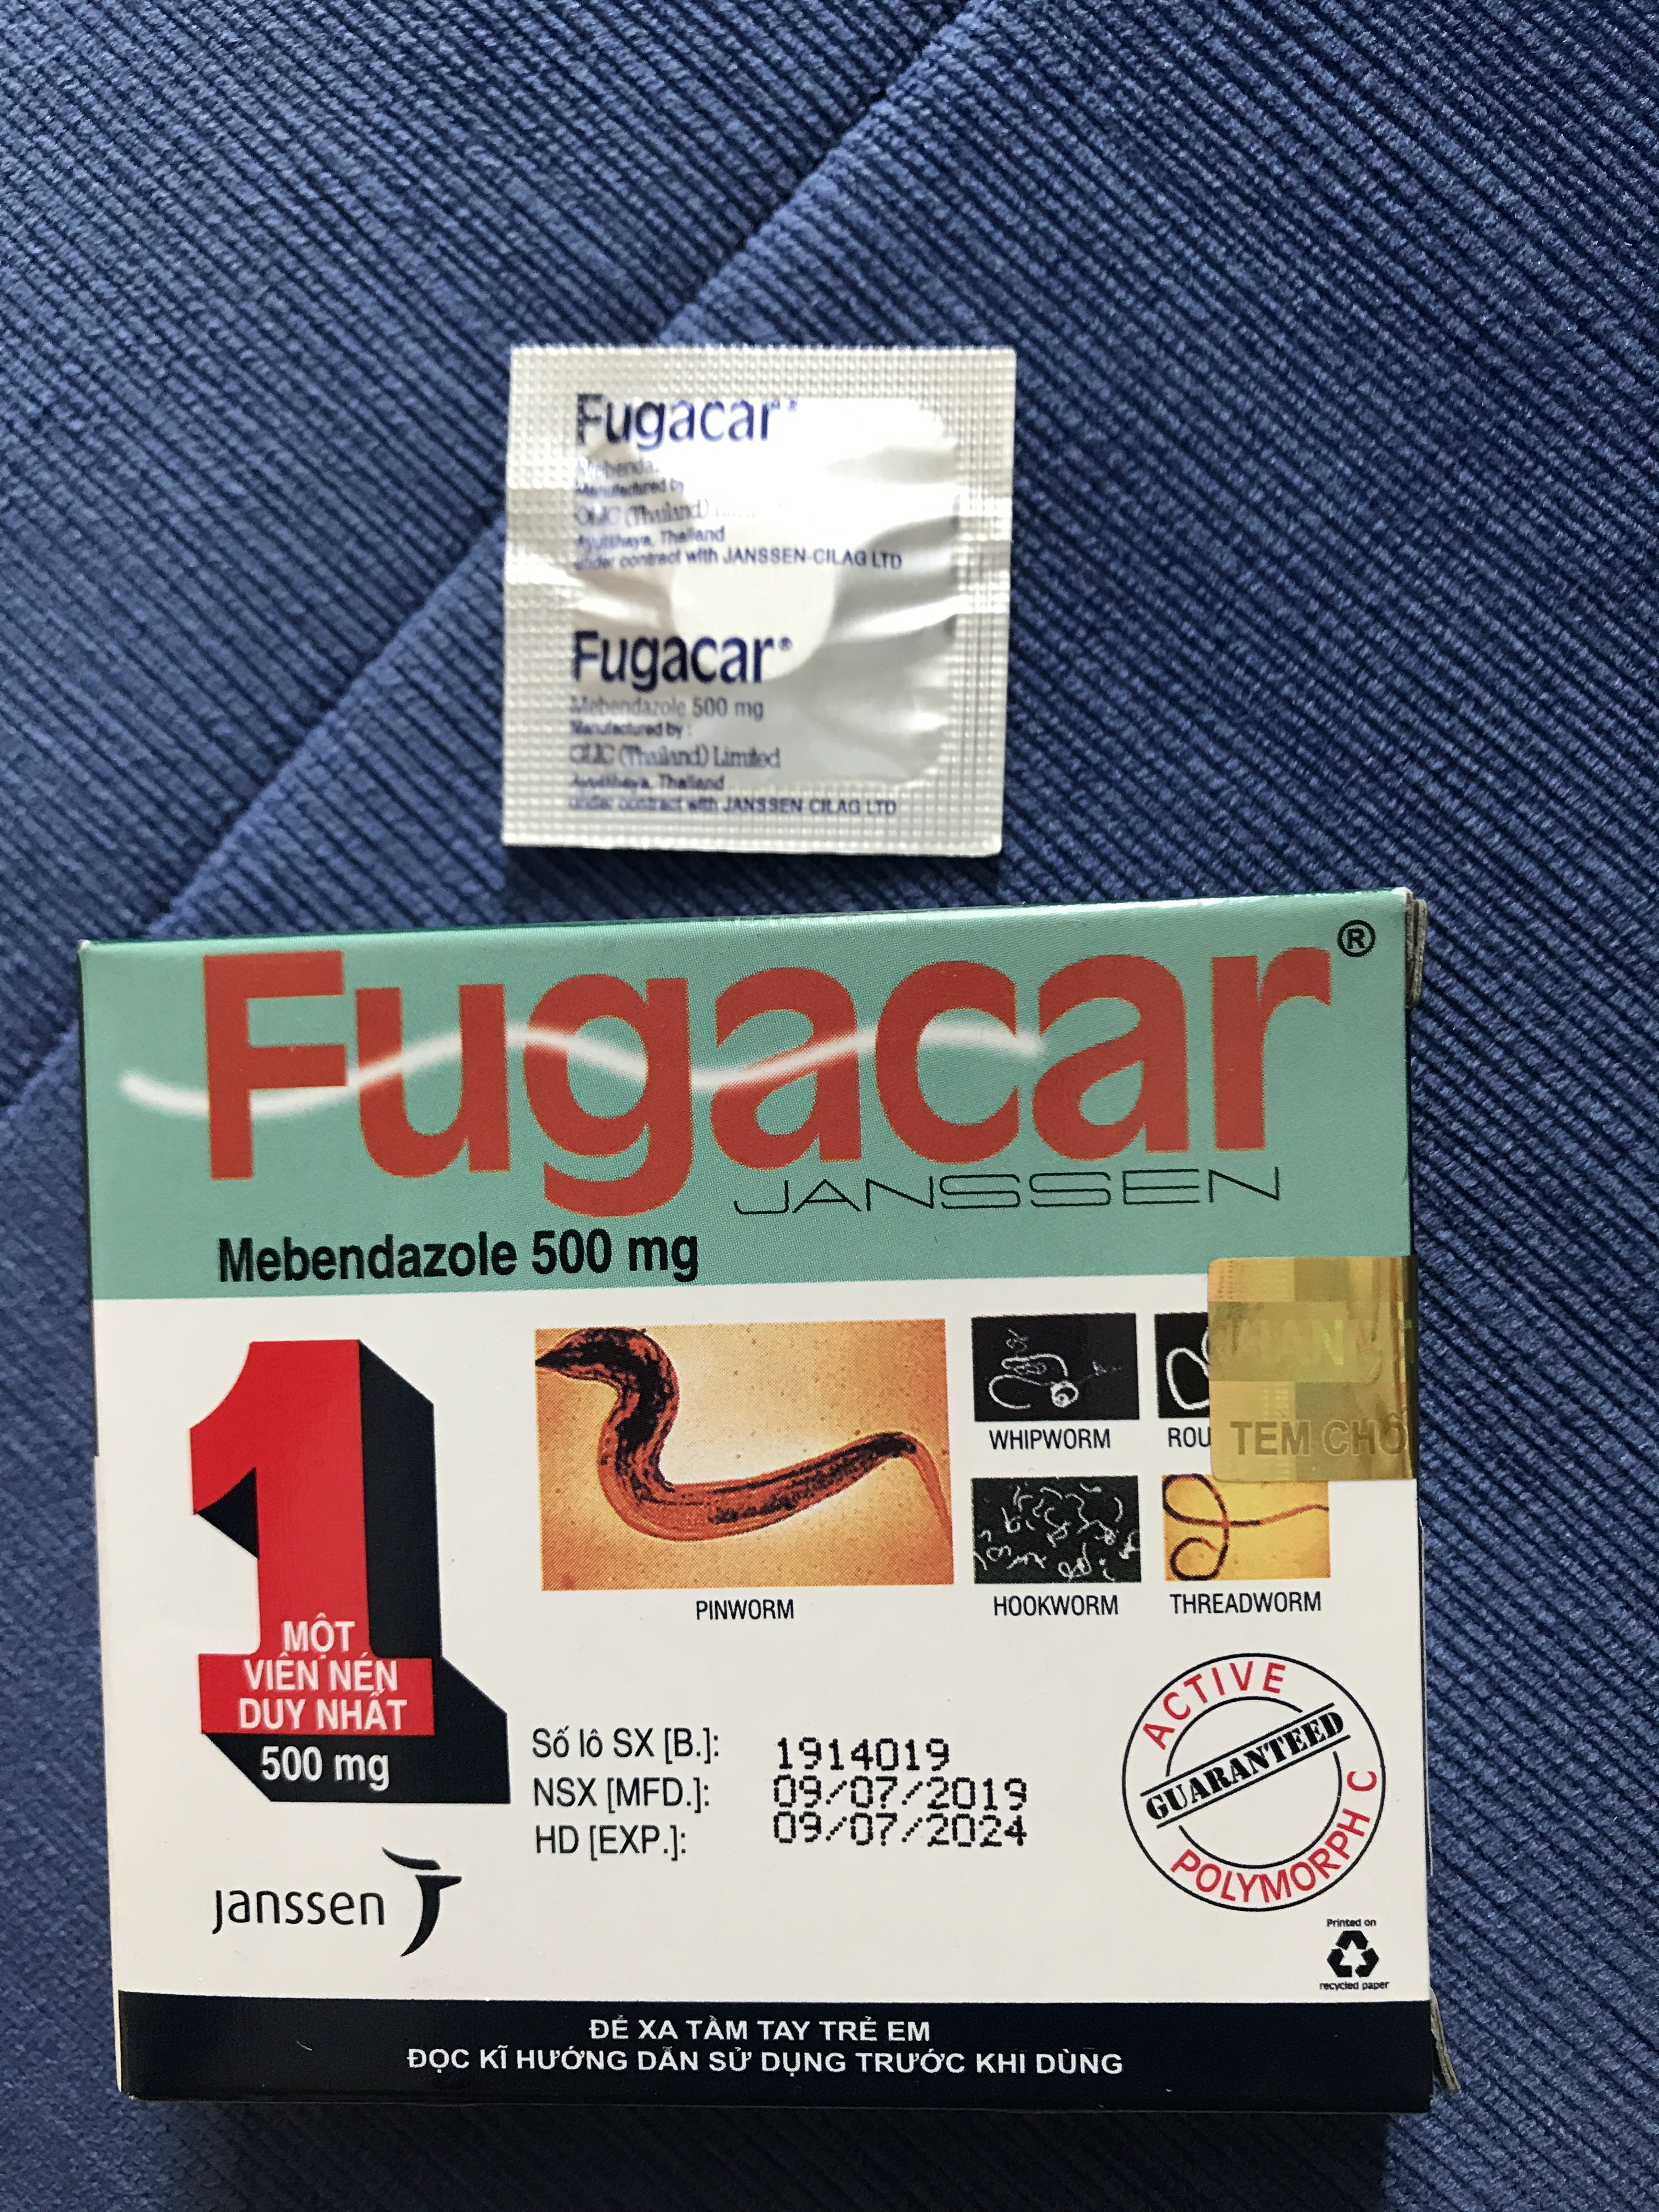 Fugacar®
Manufactured by
OLIC (Thailand)
Ayutthaya, Thailand
under contract with JANSSEN-CILAG LTD
Fugacar®
Mebendazole 500 mg
Manufactured by :
OLIC (Thailand) Limited
Ayutthaya, Thailand
under contract with JANSSEN-CILAG LTD
Fugacar®
JANSSEN
Mebendazole 500 mg
1
MỘT
VIÊN NÉN
DUY NHẤT
500 mg
PINWORM
WHIPWORM
ROU
TEM CHỐ
HOOKWORM
THREADWORM
Số lô SX [B.]: 1914019
NSX [MFD.]: 09/07/2019
HD [EXP.]: 09/07/2024
ACTIVE
GUARANTEED
POLYMORPH C
janssen
Printed on
recycled paper
ĐỂ XA TẦM TAY TRẺ EM
ĐỌC KĨ HƯỚNG DẪN SỬ DỤNG TRƯỚC KHI DÙNG